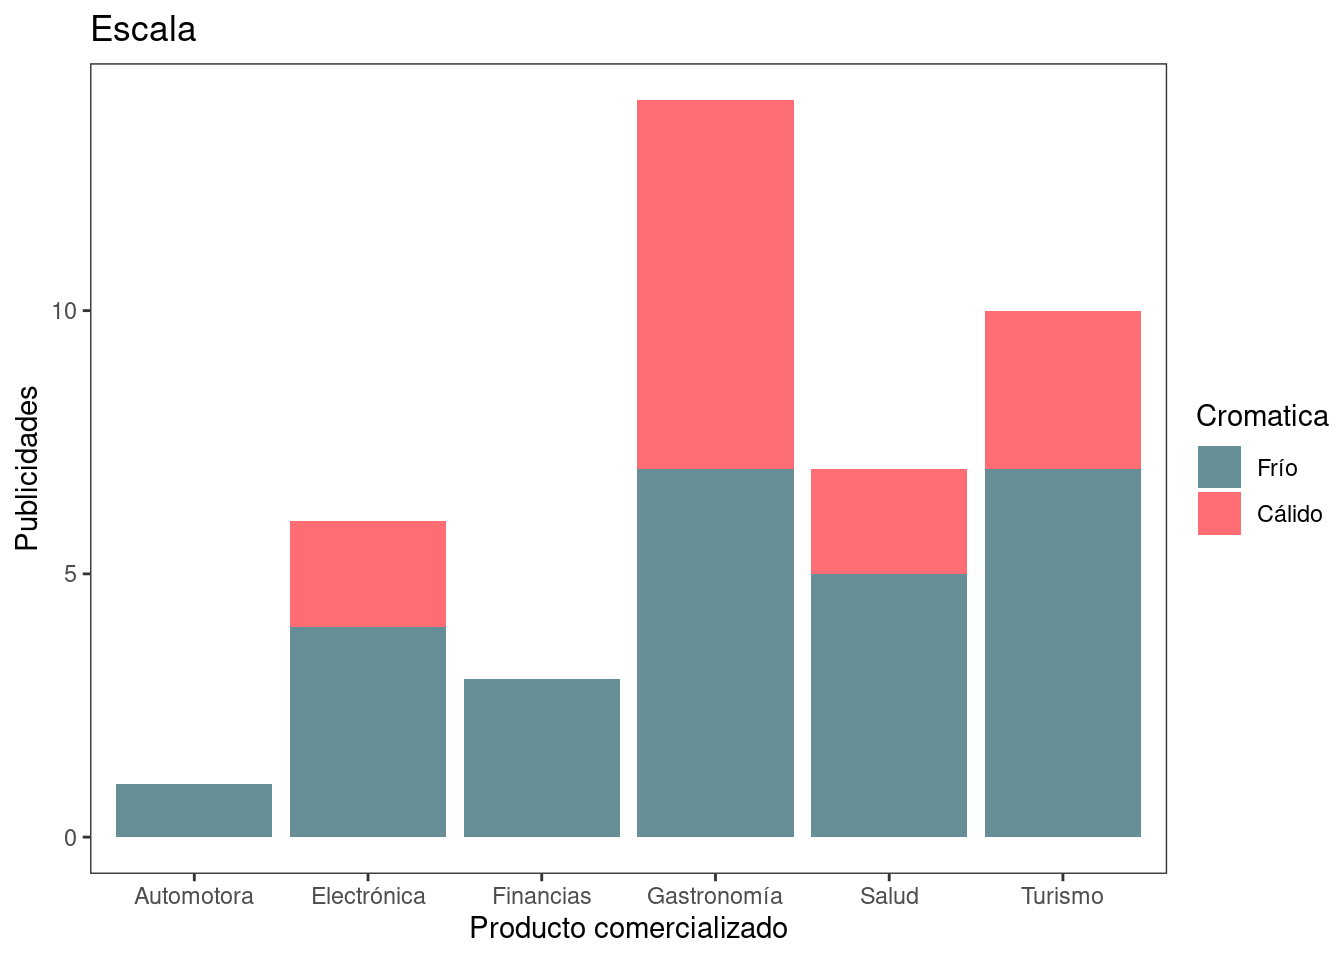 Escala
Publicidades
10
5
0
Automotora Electrónica Financias Gastronomía Salud Turismo
Producto comercializado
Cromatica
Frío
Cálido